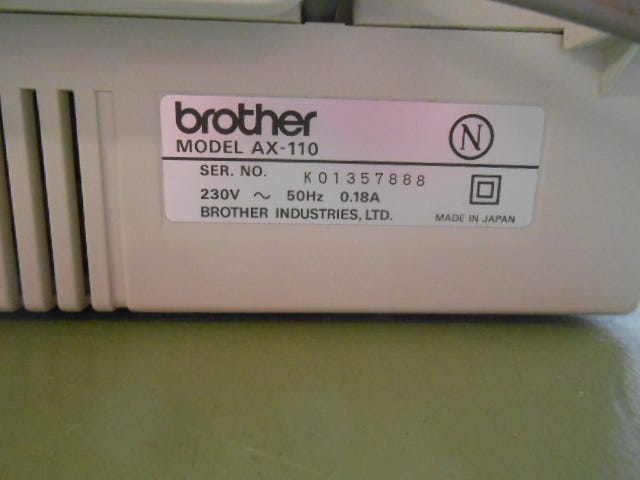 brother
MODEL AX-110
N
SER. NO. K01357888
230V ~ 50Hz 0.18A
BROTHER INDUSTRIES, LTD.
MADE IN JAPAN